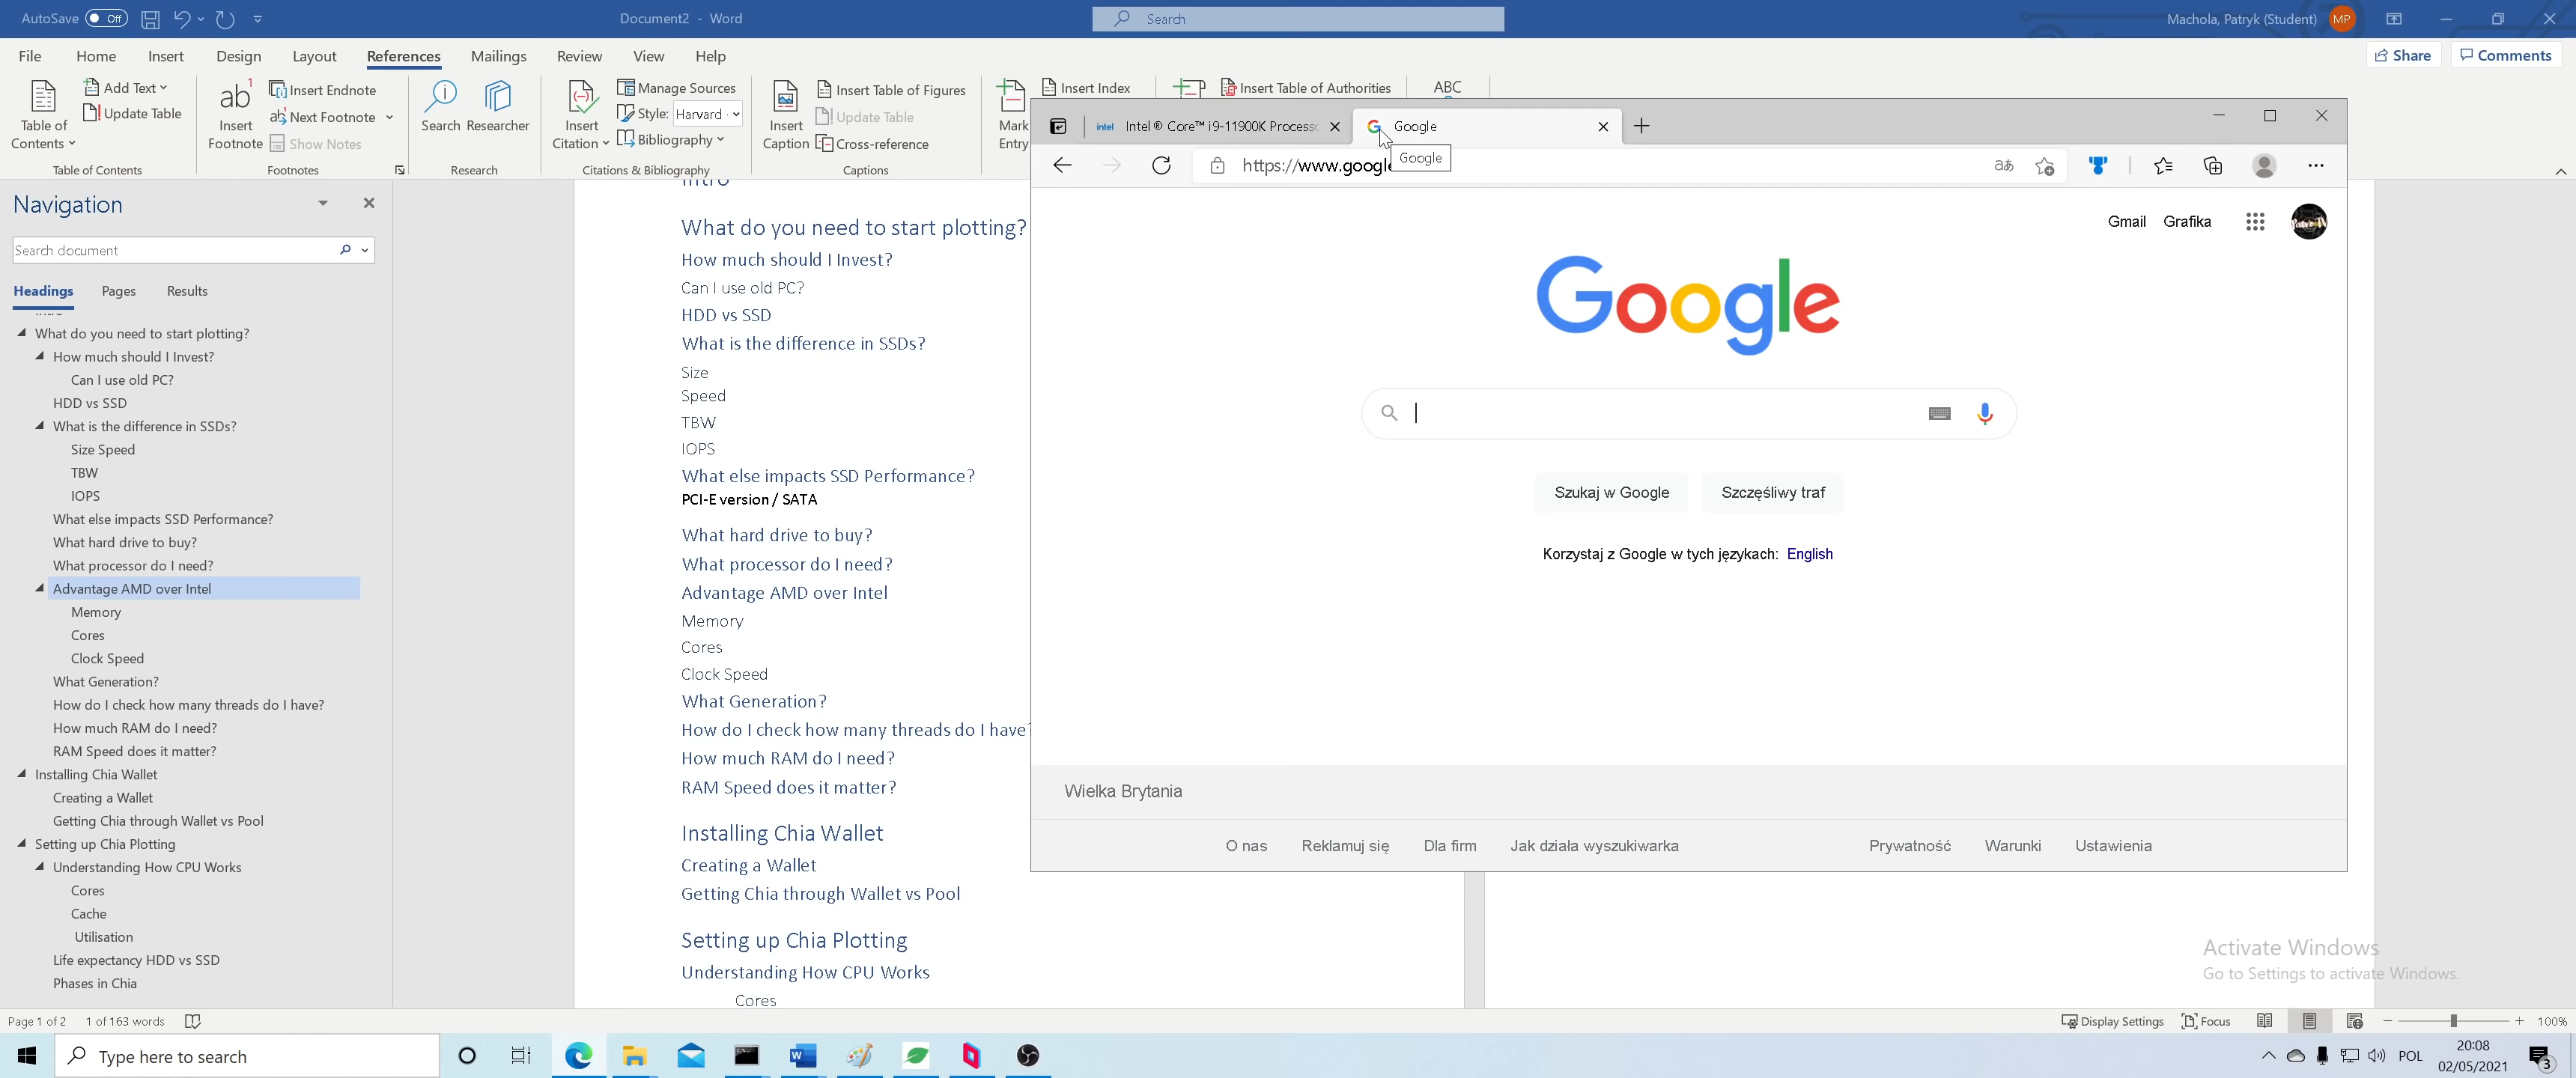 AutoSave Off
Document2 - Word
Search
Machola, Patryk (Student) MP
File Home Insert Design Layout References Mailings Review View Help
Share Comments
Table of Contents
Add Text
Update Table
Table of Contents
ab 1
Insert Footnote
Insert Endnote
Next Footnote
Show Notes
Footnotes
Search
Researcher
Research
Insert Citation
Manage Sources
Style: Harvard
Bibliography
Citations & Bibliography
Insert Caption
Insert Table of Figures
Update Table
Cross-reference
Captions
Mark Entry
Insert Index
Insert Table of Authorities
ABC
Navigation
Search document
Headings Pages Results
Intro
What do you need to start plotting?
How much should I Invest?
Can I use old PC?
HDD vs SSD
What is the difference in SSDs?
Size Speed
TBW
IOPS
What else impacts SSD Performance?
What hard drive to buy?
What processor do I need?
Advantage AMD over Intel
Memory
Cores
Clock Speed
What Generation?
How do I check how many threads do I have?
How much RAM do I need?
RAM Speed does it matter?
Installing Chia Wallet
Creating a Wallet
Getting Chia through Wallet vs Pool
Setting up Chia Plotting
Understanding How CPU Works
Cores
Cache
Utilisation
Life expectancy HDD vs SSD
Phases in Chia
Intro
What do you need to start plotting?
How much should I Invest?
Can I use old PC?
HDD vs SSD
What is the difference in SSDs?
Size
Speed
TBW
IOPS
What else impacts SSD Performance?
PCI-E version / SATA
What hard drive to buy?
What processor do I need?
Advantage AMD over Intel
Memory
Cores
Clock Speed
What Generation?
How do I check how many threads do I have?
How much RAM do I need?
RAM Speed does it matter?
Installing Chia Wallet
Creating a Wallet
Getting Chia through Wallet vs Pool
Setting up Chia Plotting
Understanding How CPU Works
Cores
intel Intel® Core™ i9-11900K Process
Google
https://www.google
Google
aあ
Gmail Grafika
Google
Szukaj w Google Szczęśliwy traf
Korzystaj z Google w tych językach: English
Wielka Brytania
O nas Reklamuj się Dla firm Jak działa wyszukiwarka Prywatność Warunki Ustawienia
Activate Windows
Go to Settings to activate Windows.
Page 1 of 2 1 of 163 words
Display Settings Focus 100%
Type here to search
POL
20:08
02/05/2021
3